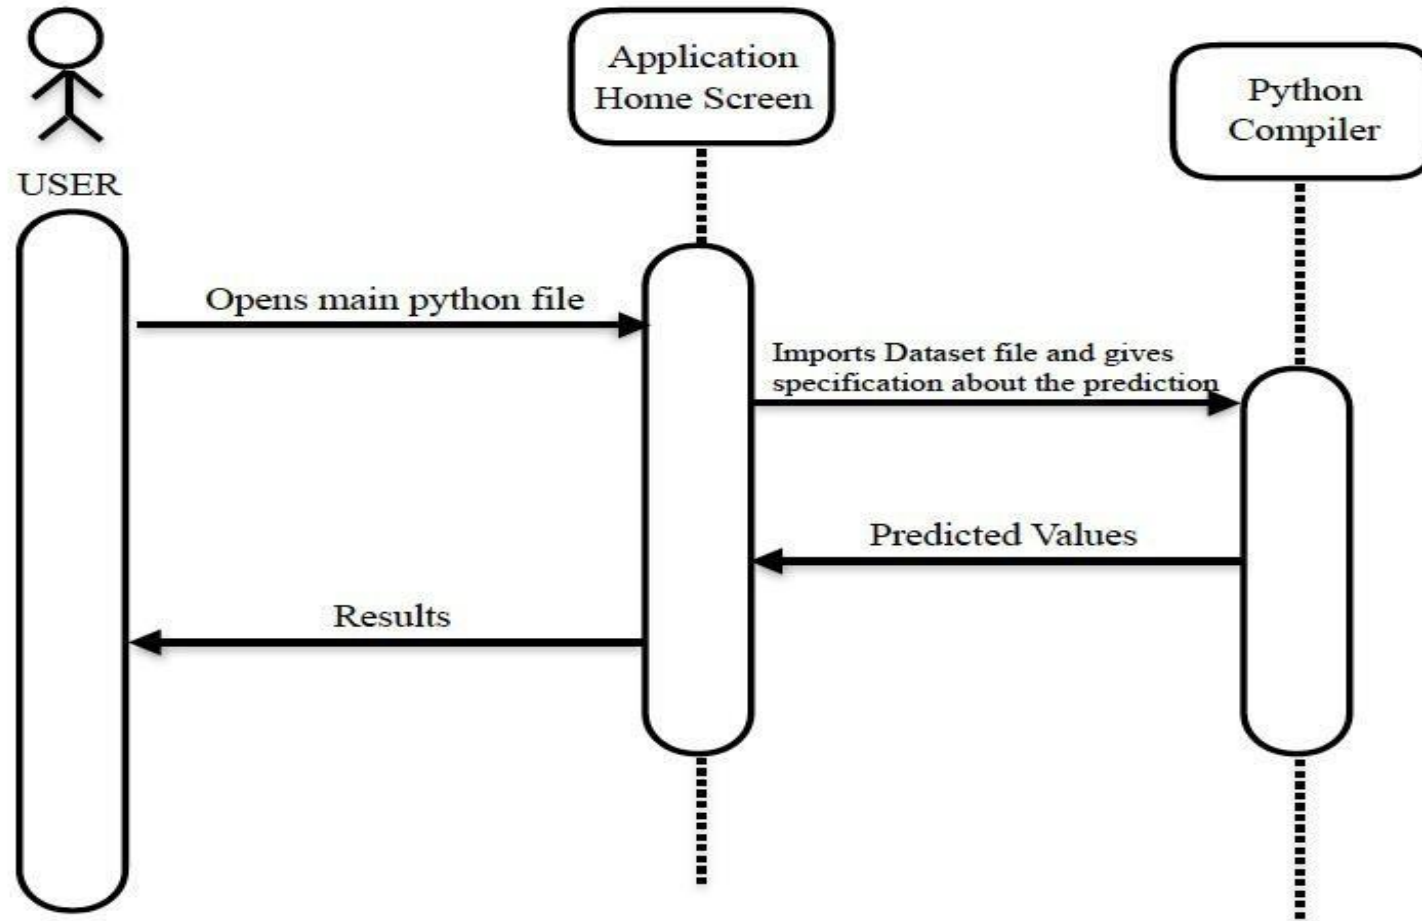 Application
Home Screen
Python
Compiler
USER
Opens main python file
Imports Dataset file and gives
specification about the prediction
Predicted Values
Results